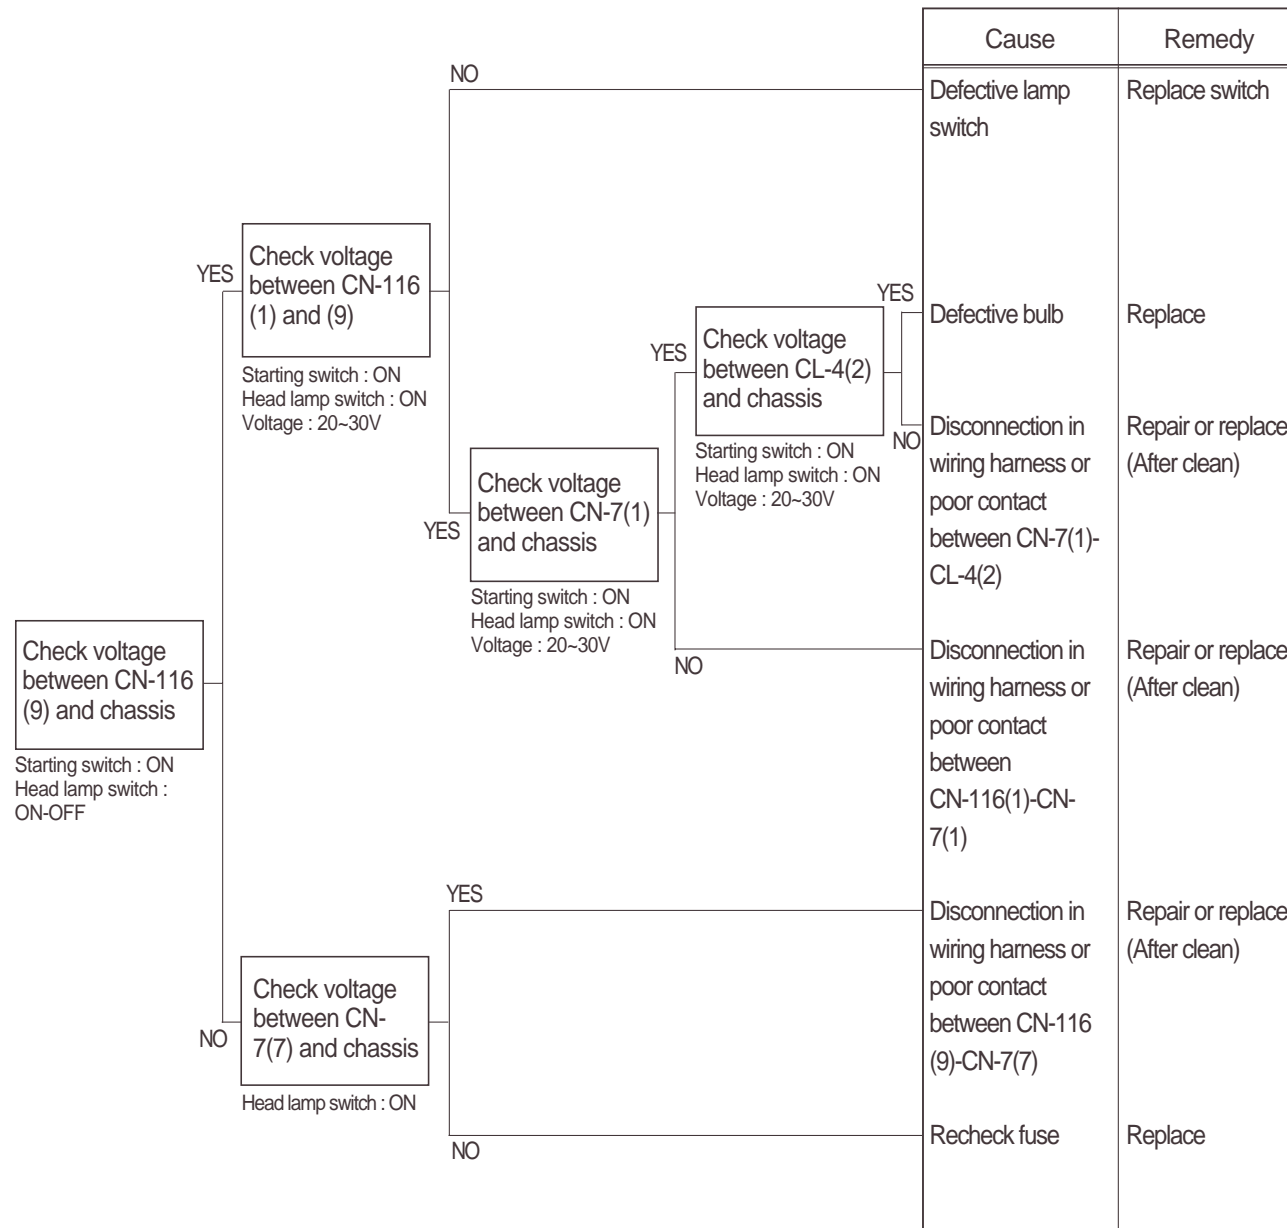 Cause
Remedy
NO
Defective lamp
switch
Replace switch
YES
Check voltage
between CN-116
(1) and (9)
Starting switch : ON
Head lamp switch : ON
Voltage : 20~30V
YES
Check voltage
between CL-4(2)
and chassis
Starting switch : ON
Head lamp switch : ON
Voltage : 20~30V
YES
Defective bulb
Replace
NO
Disconnection in
wiring harness or
poor contact
between CN-7(1)-
CL-4(2)
Repair or replace
(After clean)
YES
Check voltage
between CN-7(1)
and chassis
Starting switch : ON
Head lamp switch : ON
Voltage : 20~30V
NO
Disconnection in
wiring harness or
poor contact
between
CN-116(1)-CN-
7(1)
Repair or replace
(After clean)
Check voltage
between CN-116
(9) and chassis
Starting switch : ON
Head lamp switch :
ON-OFF
YES
Disconnection in
wiring harness or
poor contact
between CN-116
(9)-CN-7(7)
Repair or replace
(After clean)
NO
Check voltage
between CN-
7(7) and chassis
Head lamp switch : ON
NO
Recheck fuse
Replace